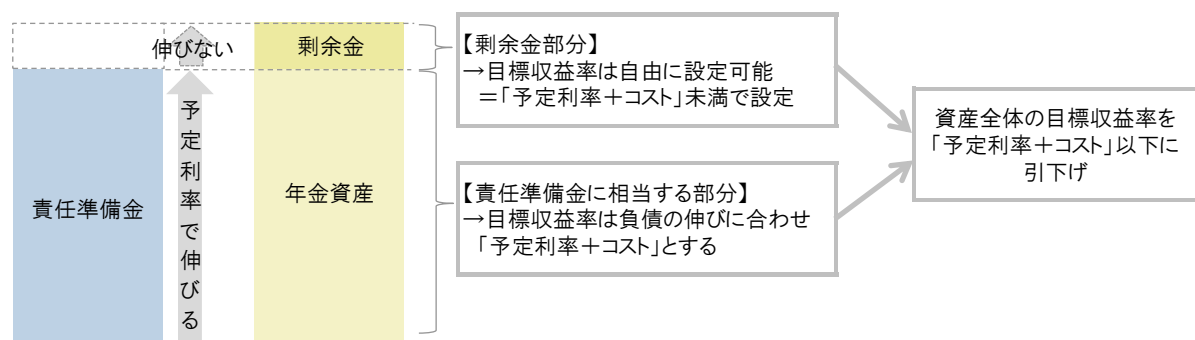 伸びない
剰余金
責任準備金
予定利率で伸びる
年金資産
【剰余金部分】
→目標収益率は自由に設定可能
=「予定利率+コスト」未満で設定
【責任準備金に相当する部分】
→目標収益率は負債の伸びに合わせ
「予定利率+コスト」とする
資産全体の目標収益率を
「予定利率+コスト」以下に
引下げ